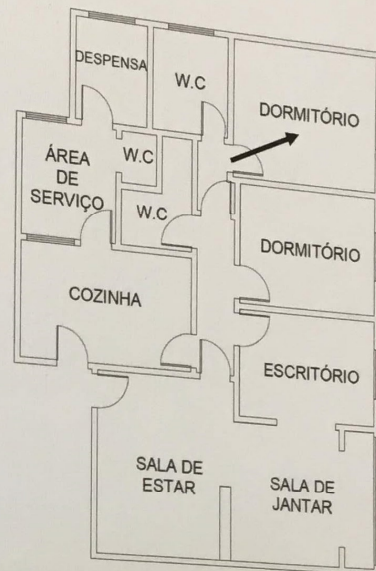 DESPENSA
W.C
DORMITÓRIO
ÁREA
DE
SERVIÇO
W.C
W.C
DORMITÓRIO
COZINHA
ESCRITÓRIO
SALA DE
ESTAR
SALA DE
JANTAR